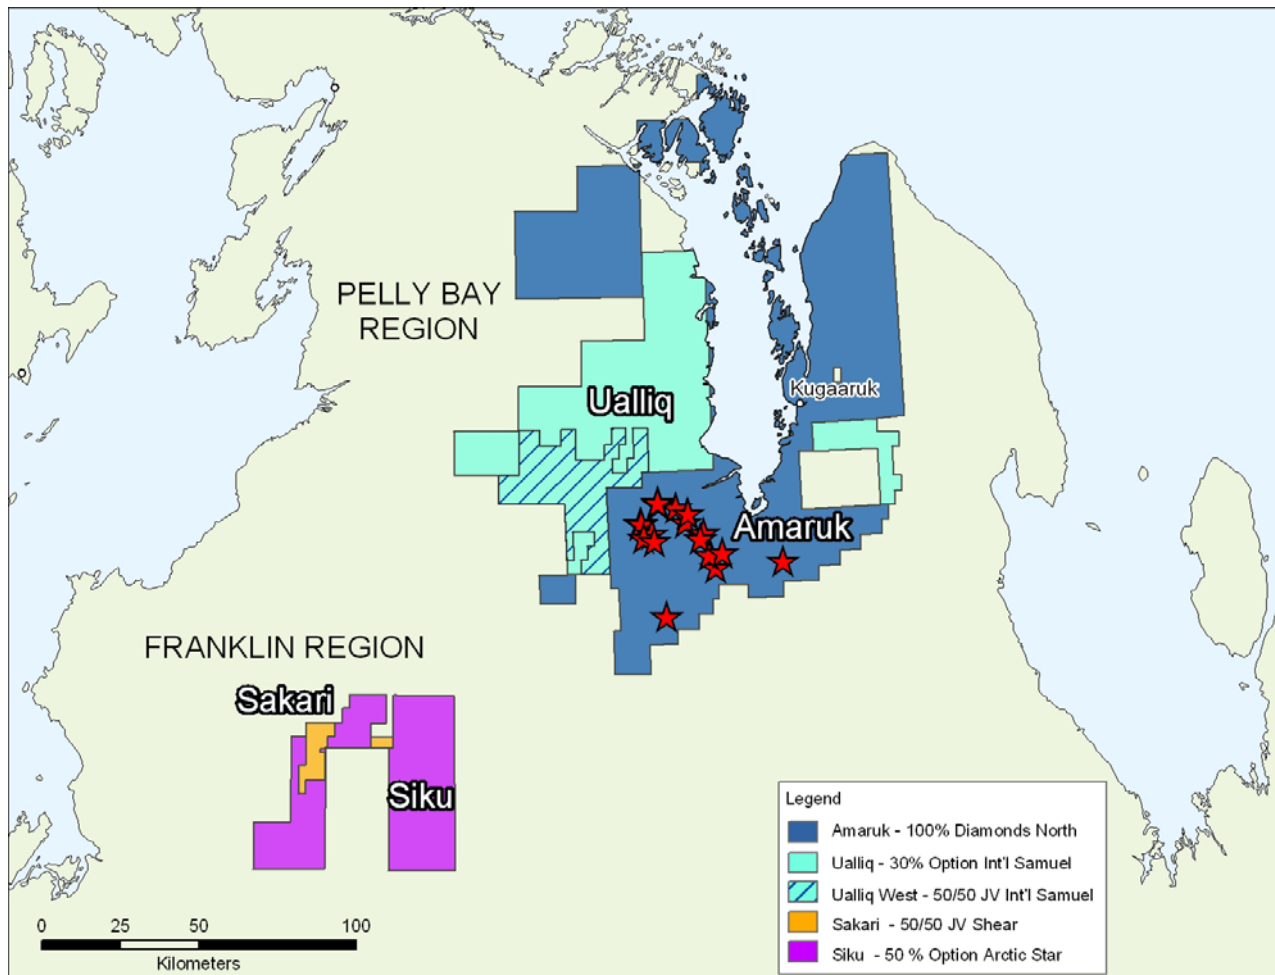 PELLY BAY
REGION
Ualliq
Kugaaruk
Amaruk
FRANKLIN REGION
Sakari
Siku
Legend
Amaruk - 100% Diamonds North
Ualliq - 30% Option Int'l Samuel
Ualliq West - 50/50 JV Int'l Samuel
Sakari - 50/50 JV Shear
Siku - 50 % Option Arctic Star
0 25 50 100
Kilometers